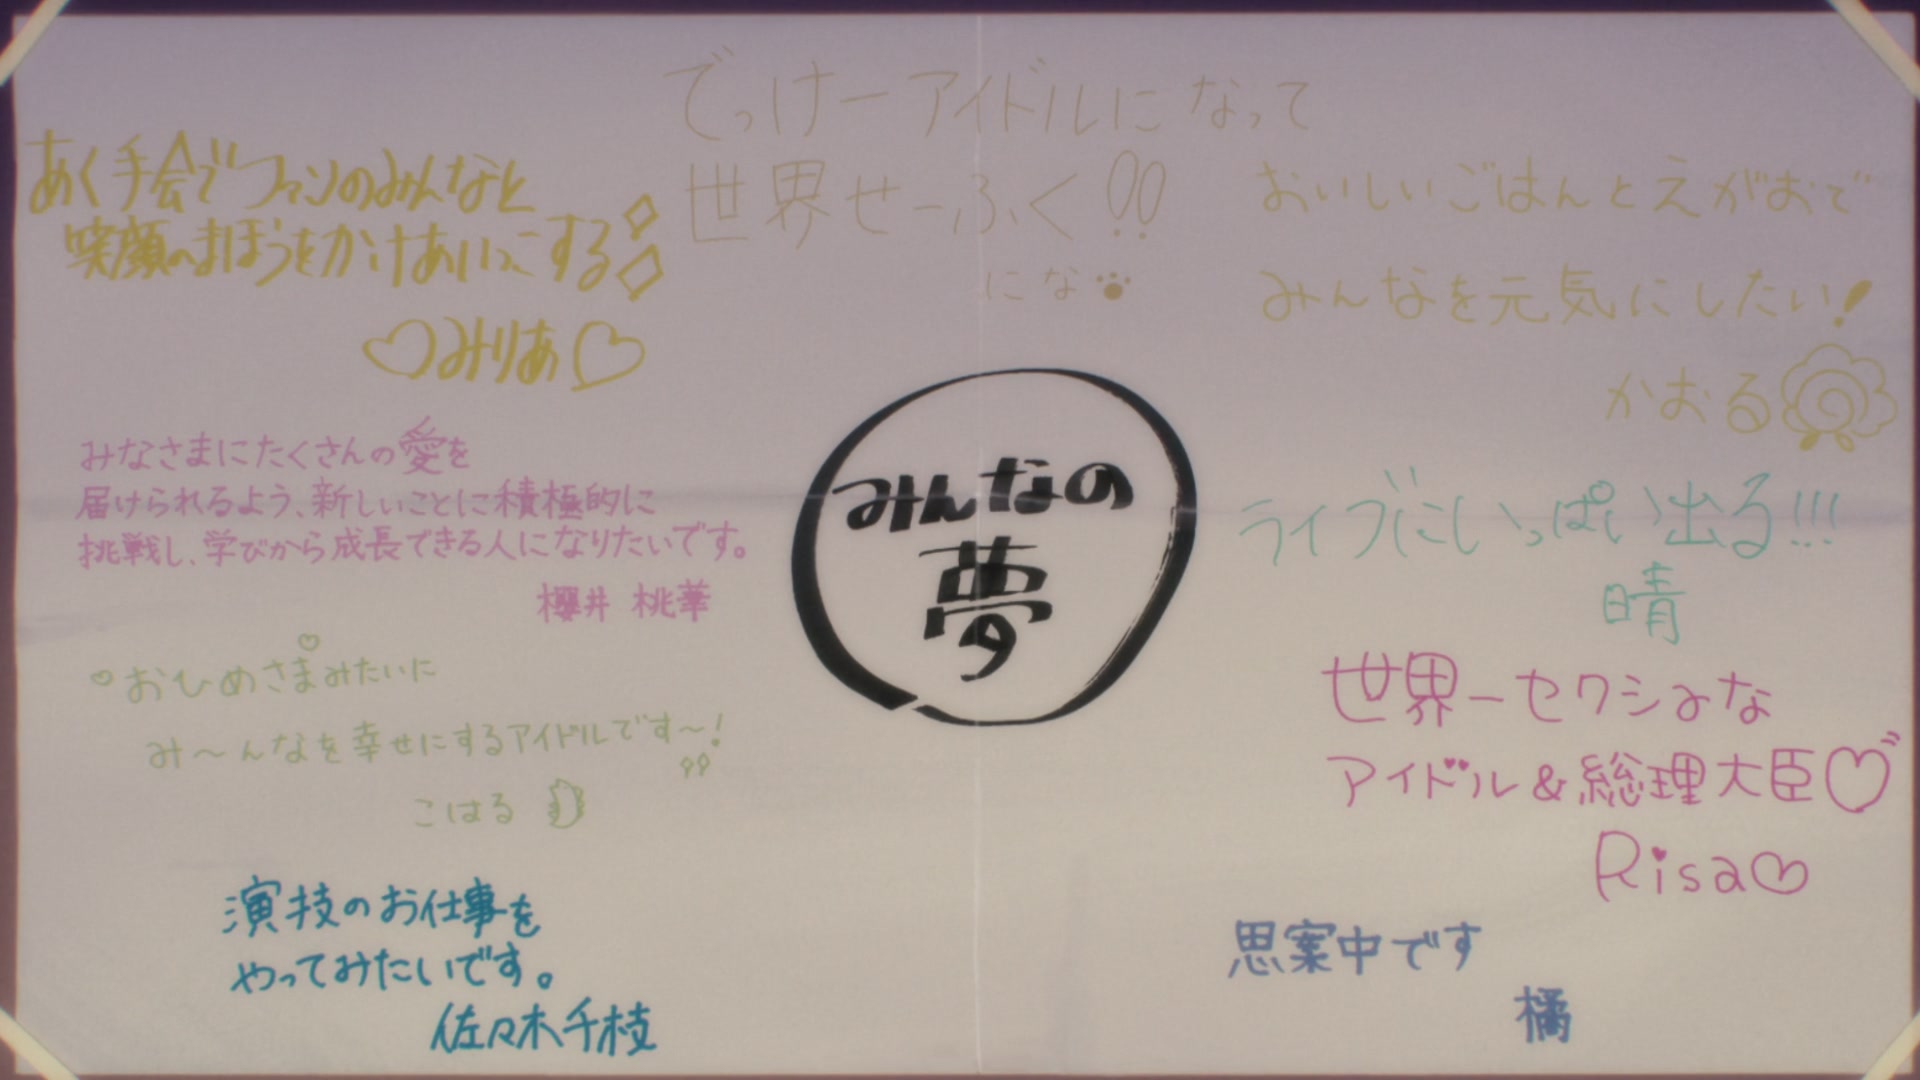 でっけーアイドルになって
世界せーふく!!
にな
あく手会でファンのみんなと
笑顔のまほうをかけあいっこする
みりあ
おいしいごはんとえがおで
みんなを元気にしたい!
かおる
みなさまにたくさんの愛を
届けられるよう、新しいことに積極的に
挑戦し、学びから成長できる人になりたいです。
櫻井 桃華
みんなの
夢
ライブにいっぱい出る!!!
晴
おひめさまみたいに
み〜んなを幸せにするアイドルです〜!
こはる
世界一セクシみな
アイドル&総理大臣
Risa
演技のお仕事を
やってみたいです。
佐々木千枝
思案中です
橘